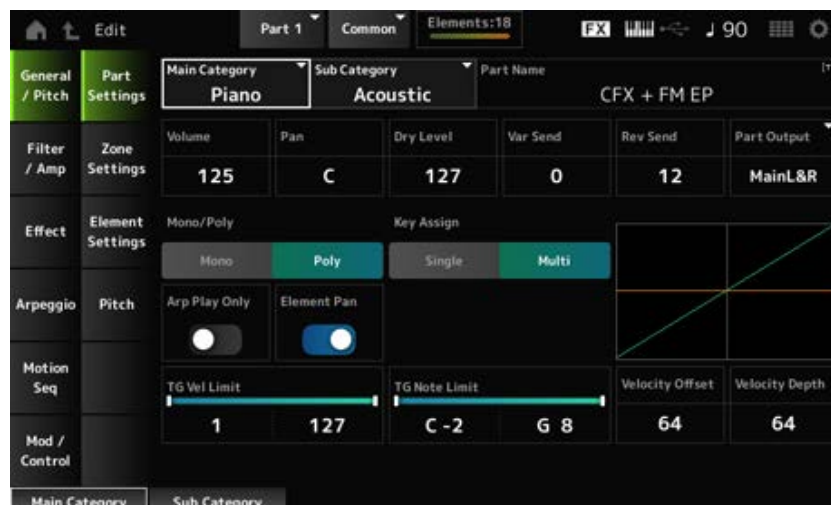 Edit
Part 1
Common
Elements:18
FX
90
General / Pitch
Part Settings
Main Category
Piano
Sub Category
Acoustic
Part Name
CFX + FM EP
Filter / Amp
Zone Settings
Volume
125
Pan
C
Dry Level
127
Var Send
0
Rev Send
12
Part Output
MainL&R
Effect
Element Settings
Mono/Poly
Mono
Poly
Key Assign
Single
Multi
Arpeggio
Pitch
Arp Play Only
Element Pan
Motion Seq
TG Vel Limit
1
127
TG Note Limit
C -2
G 8
Velocity Offset
64
Velocity Depth
64
Mod / Control
Main Category
Sub Category